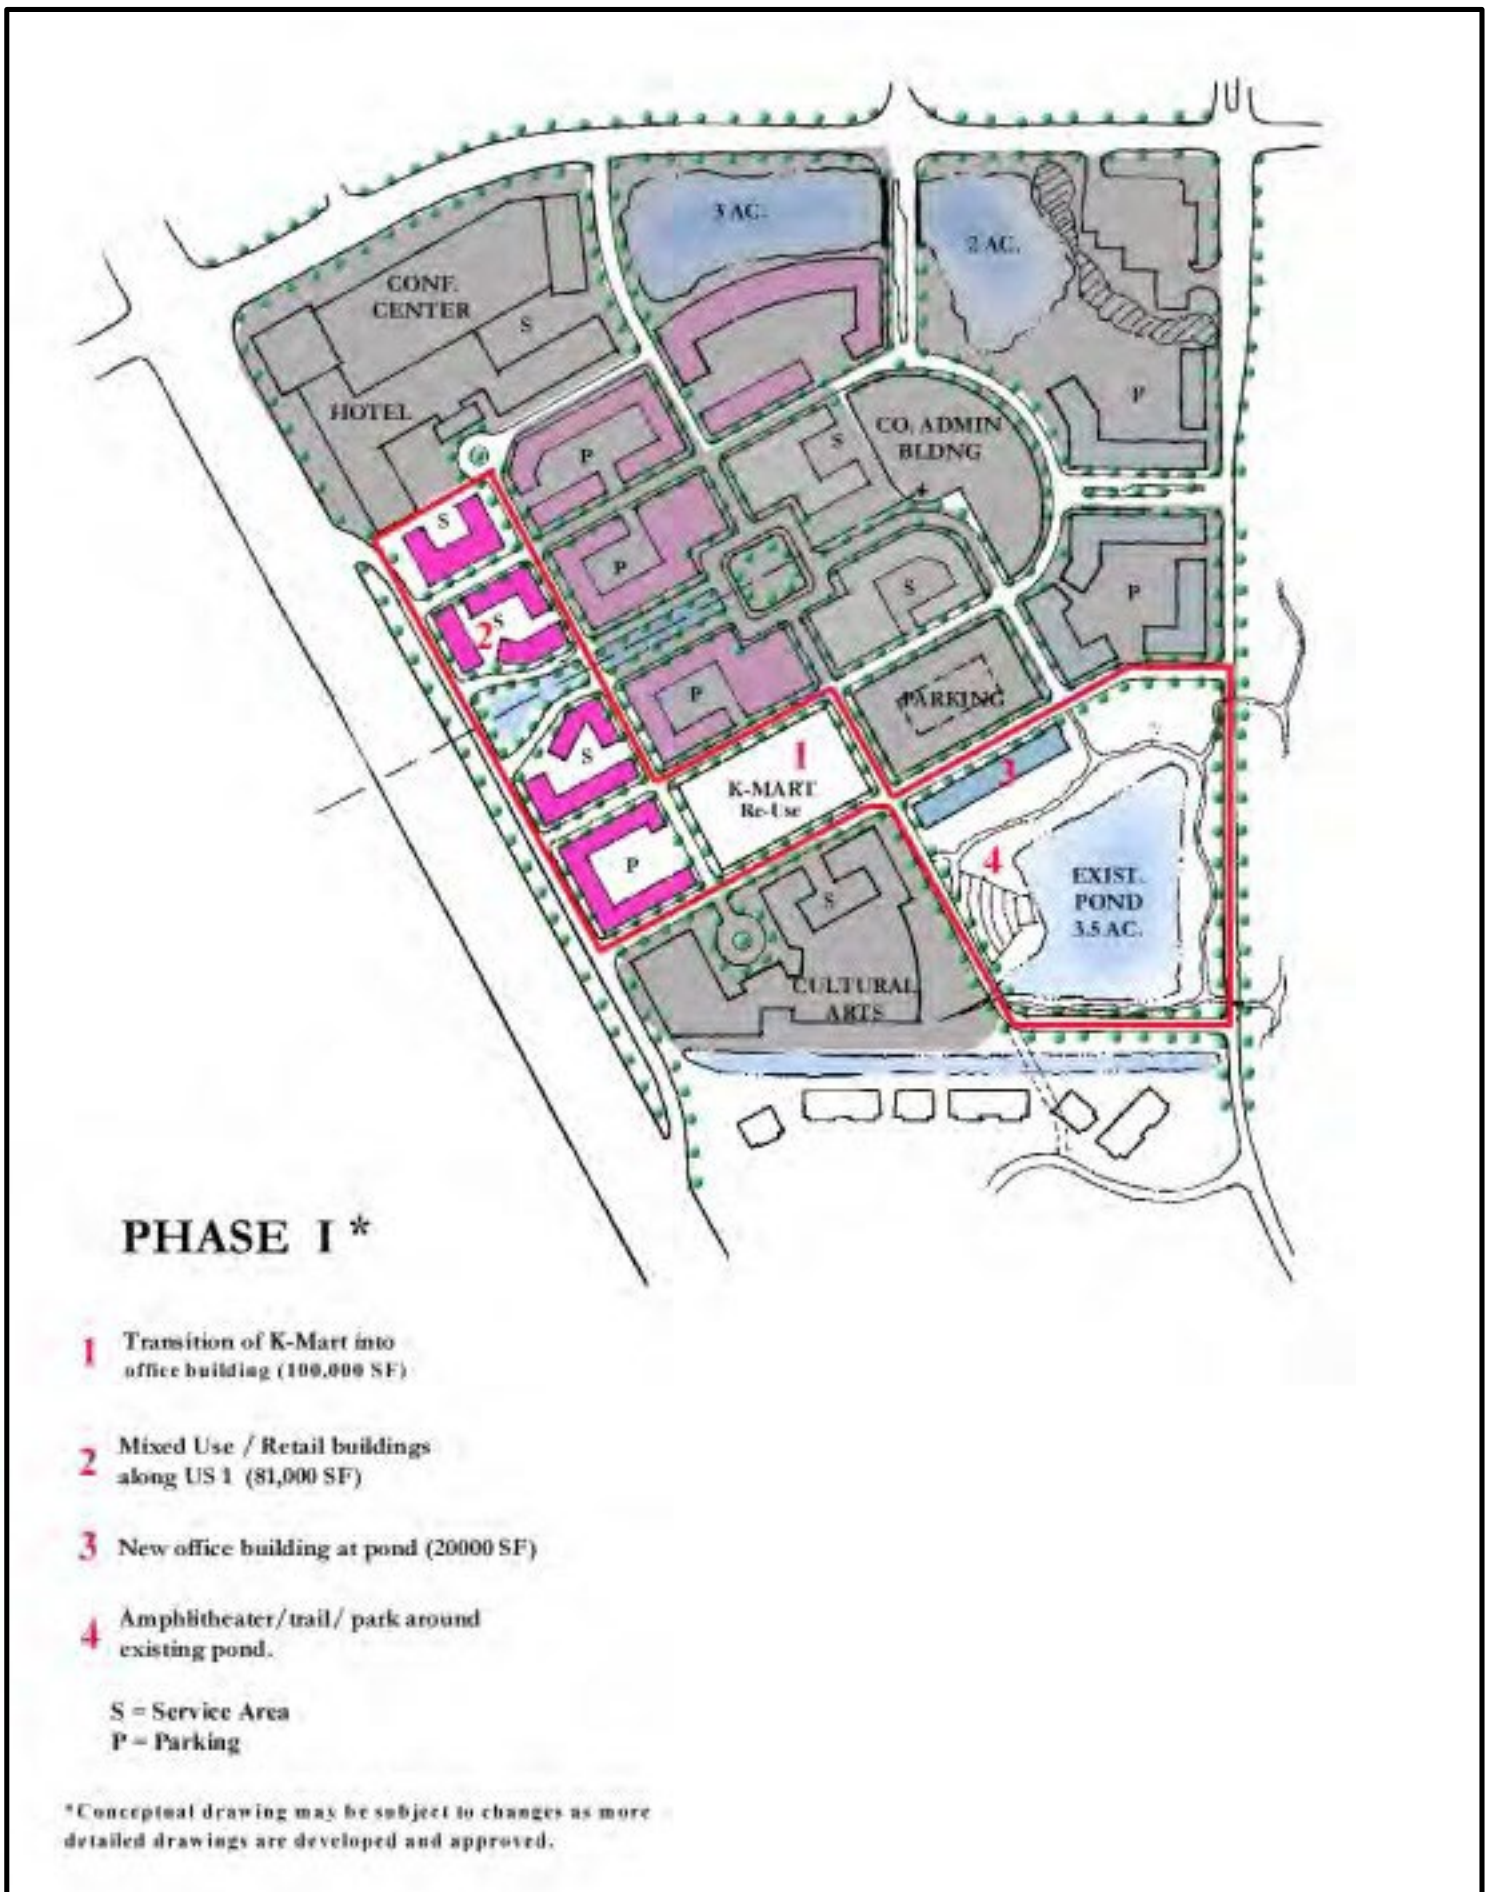 3 AC.
2 AC.
CONF.
CENTER
S
HOTEL
P
S
CO. ADMIN
BLDNG
P
S
P
S
P
2
S
P
PARKING
1
K-MART
Re-Use
3
S
P
4
EXIST.
POND
3.5 AC.
S
CULTURAL
ARTS
PHASE I *
1 Transition of K-Mart into
office building (100,000 SF)
2 Mixed Use / Retail buildings
along US 1 (81,000 SF)
3 New office building at pond (20000 SF)
4 Amphlitheater/trail/ park around
existing pond.
S = Service Area
P = Parking
*Conceptual drawing may be subject to changes as more
detailed drawings are developed and approved.